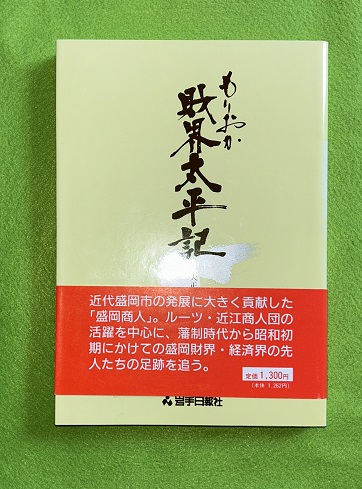 もりおか
財界太平記
近代盛岡市の発展に大きく貢献した
「盛岡商人」。ルーツ・近江商人団の
活躍を中心に、藩制時代から昭和初
期にかけての盛岡財界・経済界の先
人たちの足跡を追う。
定価1,300円
(本体 1,262円)
岩手日報社